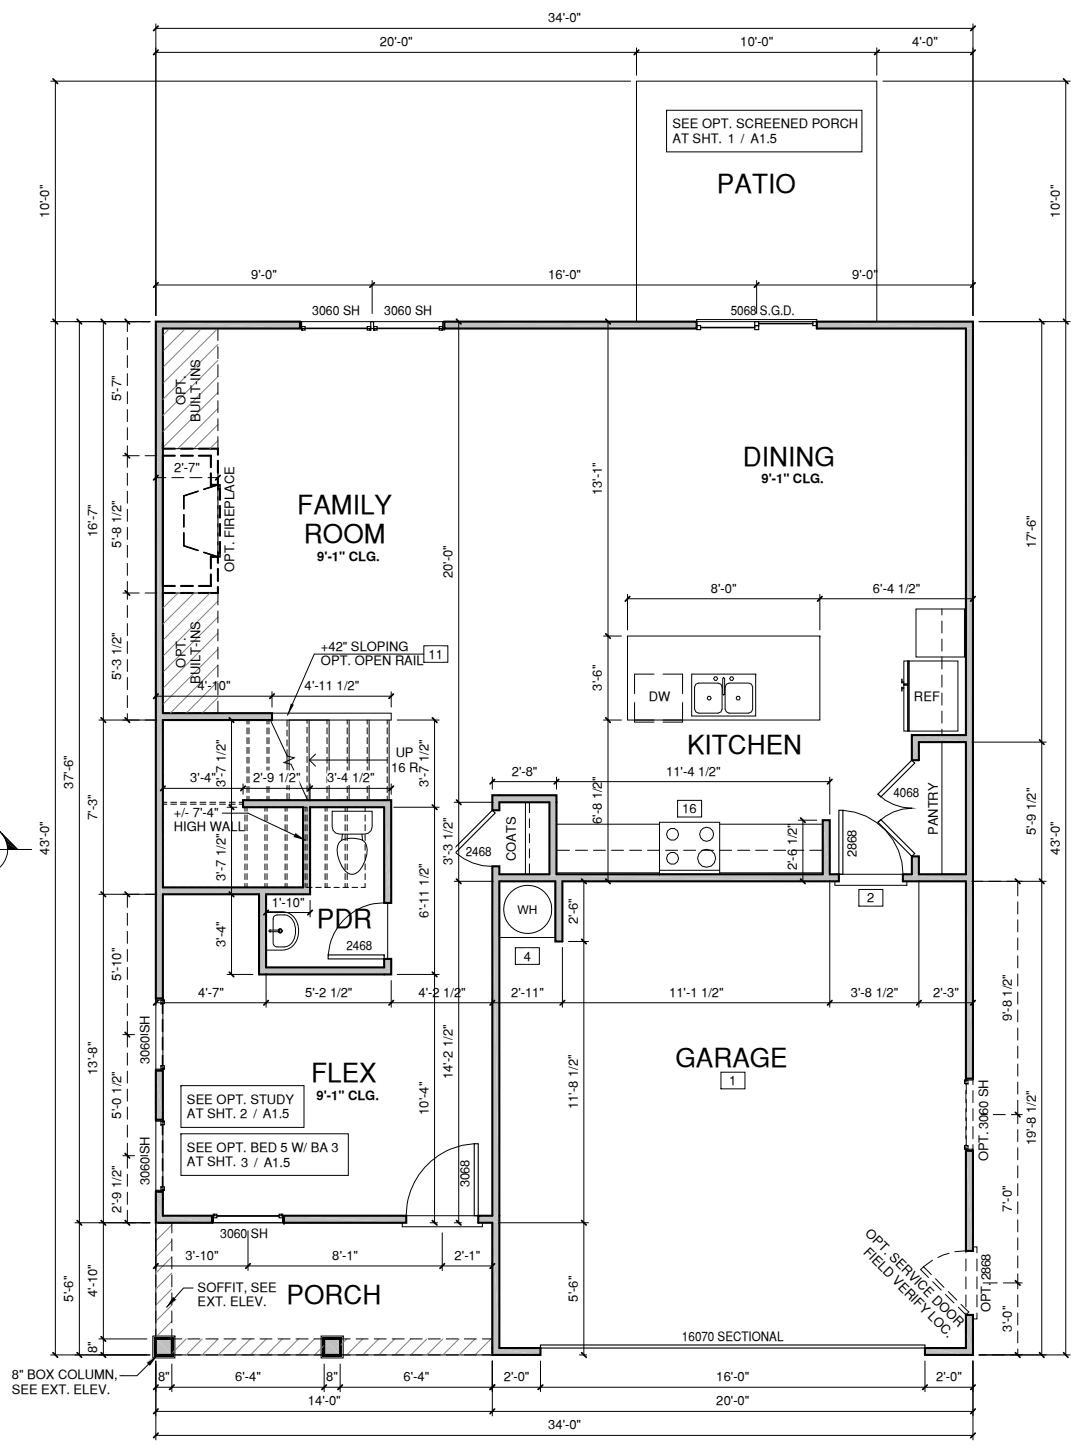 34'-0"
20'-0"
10'-0"
4'-0"
SEE OPT. SCREENED PORCH
AT SHT. 1 / A1.5
PATIO
10'-0"
10'-0"
9'-0"
16'-0"
9'-0"
3060 SH
3060 SH
5068 S.G.D.
OPT.
BUILT-INS
5'-7"
DINING
9'-1" CLG.
13'-1"
2'-7"
OPT. FIREPLACE
FAMILY
ROOM
9'-1" CLG.
16'-7"
5'-8 1/2"
17'-6"
20'-0"
8'-0"
6'-4 1/2"
OPT.
BUILT-INS
5'-3 1/2"
+42" SLOPING
OPT. OPEN RAIL
11
4'-10"
4'-11 1/2"
3'-6"
DW
REF
KITCHEN
37'-6"
43'-0"
7'-3"
3'-7 1/2"
UP
16 R
3'-7 1/2"
3'-4"
2'-9 1/2"
3'-4 1/2"
2'-8"
11'-4 1/2"
6'-8 1/2"
16
4068
PANTRY
5'-9 1/2"
43'-0"
+/- 7'-4"
HIGH WALL
3'-3 1/2"
2468
COATS
2'-6 1/2"
2868
3'-7 1/2"
6'-11 1/2"
2
1'-10"
PDR
2468
3'-4"
WH
4
2'-6"
5'-10"
4'-7"
5'-2 1/2"
4'-2 1/2"
2'-11"
11'-1 1/2"
3'-8 1/2"
2'-3"
9'-8 1/2"
3060 SH
14'-2 1/2"
GARAGE
1
FLEX
9'-1" CLG.
13'-8"
5'-0 1/2"
10'-4"
11'-8 1/2"
SEE OPT. STUDY
AT SHT. 2 / A1.5
SEE OPT. BED 5 W/ BA 3
AT SHT. 3 / A1.5
OPT. 3060 SH
19'-8 1/2"
3060 SH
2'-9 1/2"
3068
7'-0"
3060 SH
3'-10"
8'-1"
2'-1"
OPT. SERVICE DOOR
FIELD VERIFY LOC.
OPT. 2868
5'-6"
4'-10"
SOFFIT, SEE
EXT. ELEV.
PORCH
5'-6"
3'-0"
8"
16070 SECTIONAL
8" BOX COLUMN,
SEE EXT. ELEV.
8"
6'-4"
8"
6'-4"
2'-0"
16'-0"
2'-0"
14'-0"
20'-0"
34'-0"